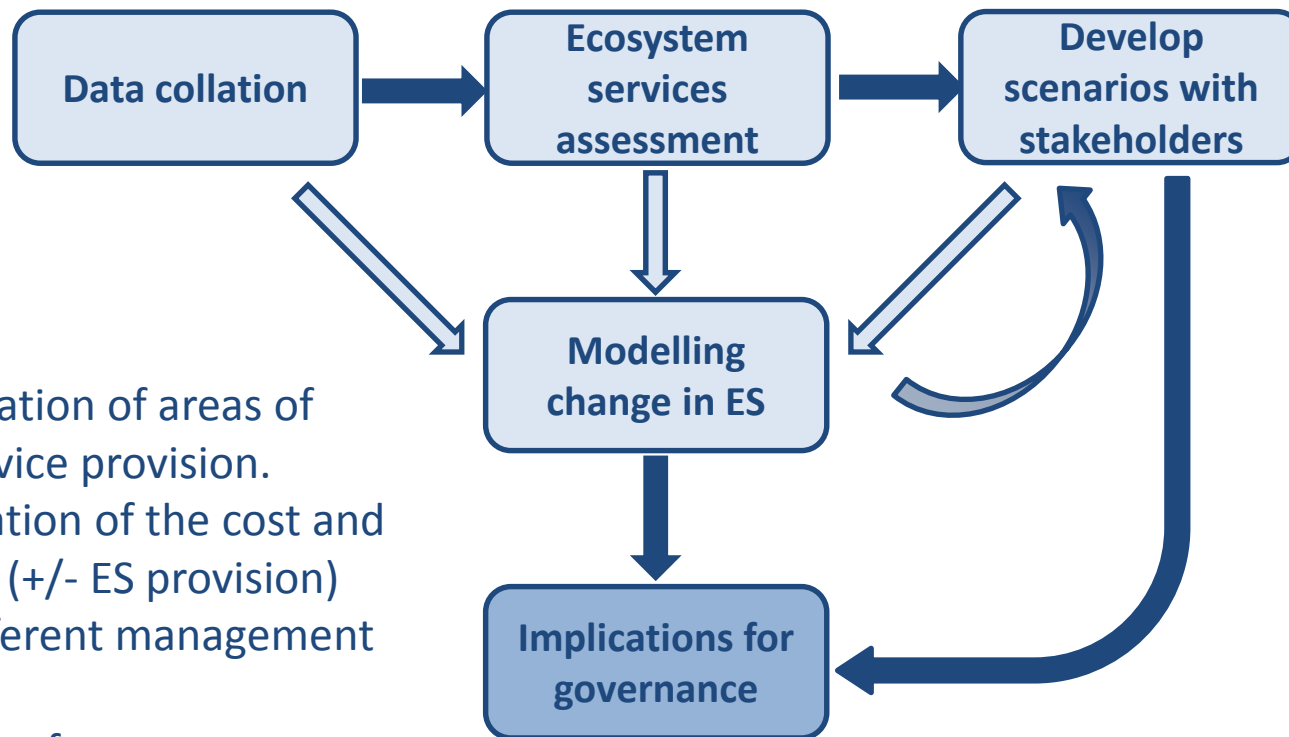 Data collation
Ecosystem
services
assessment
Develop
scenarios with
stakeholders
Modelling
change in ES
ation of areas of
vice provision.
ation of the cost and
(+/- ES provision)
ferent management
Implications for
governance